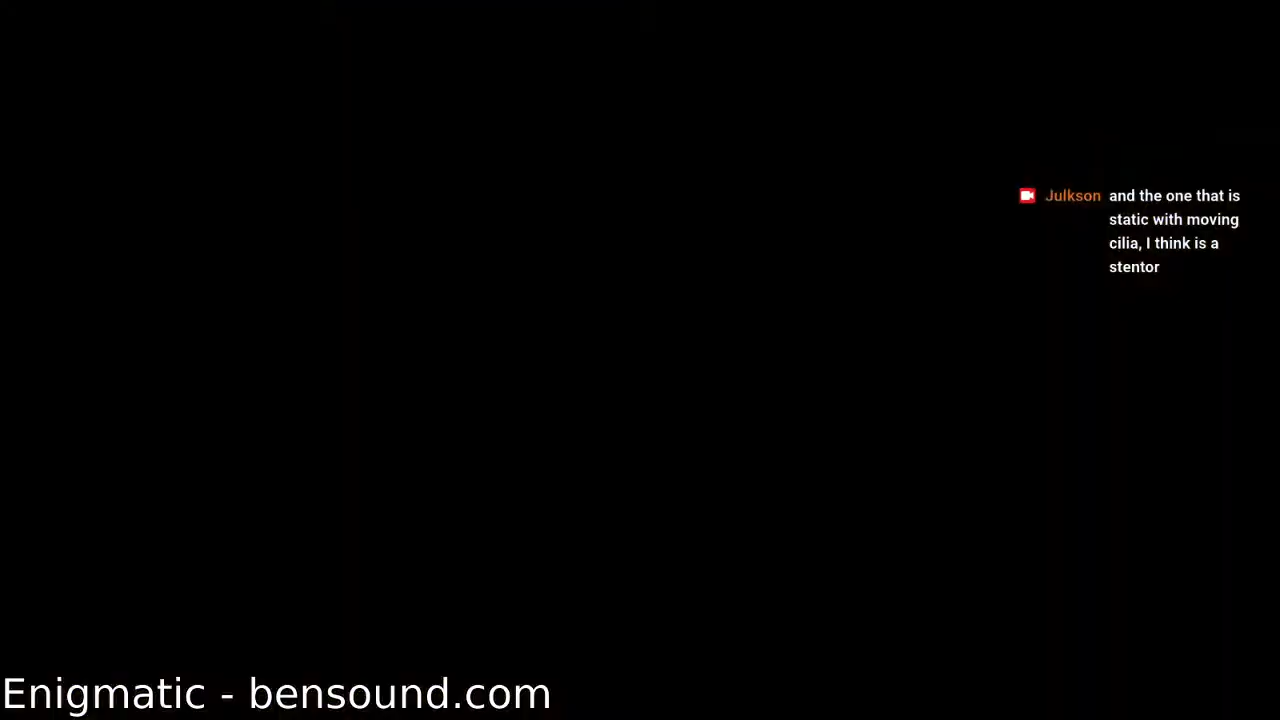 Julkson and the one that is
static with moving
cilia, I think is a
stentor
Enigmatic - bensound.com